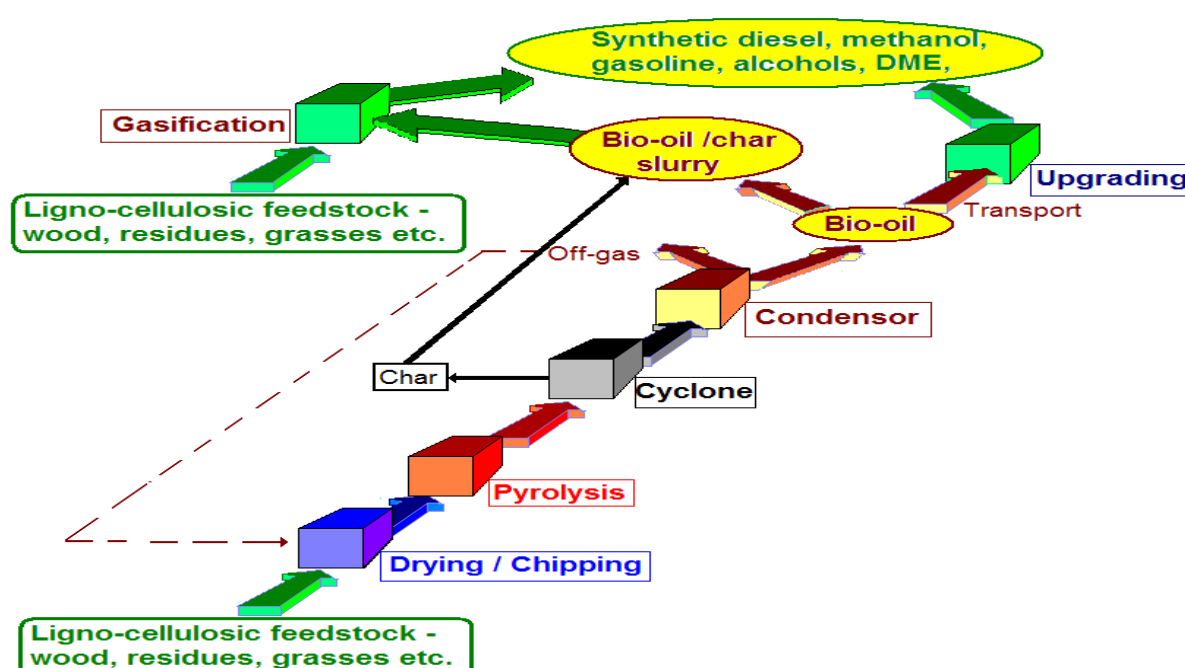 Synthetic diesel, methanol,
gasoline, alcohols, DME,
Gasification
Bio-oil /char
slurry
Upgrading
Ligno-cellulosic feedstock -
wood, residues, grasses etc.
Transport
Bio-oil
Off-gas
Condensor
Char
Cyclone
Pyrolysis
Drying / Chipping
Ligno-cellulosic feedstock -
wood, residues, grasses etc.